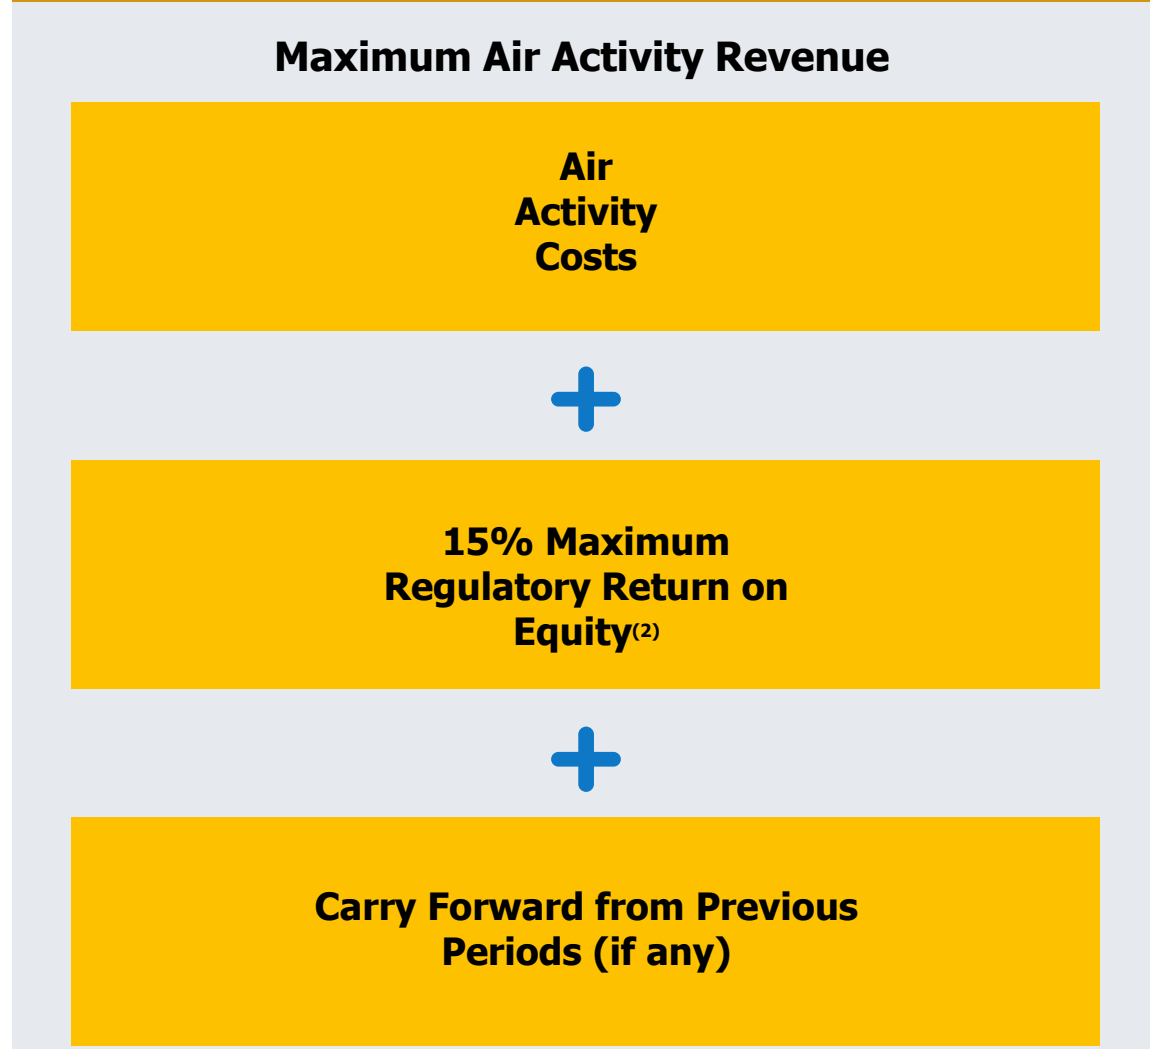 Maximum Air Activity Revenue
Air
Activity
Costs
15% Maximum
Regulatory Return on
Equity(2)
Carry Forward from Previous
Periods (if any)